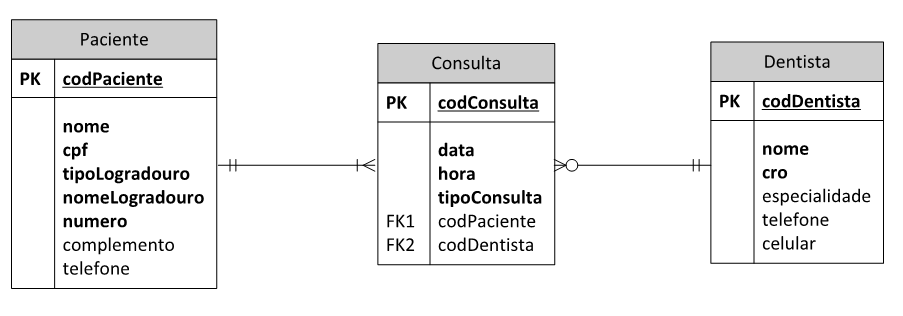 Paciente
PK codPaciente
nome
cpf
tipoLogradouro
nomeLogradouro
numero
complemento
telefone
Consulta
PK codConsulta
data
hora
tipoConsulta
FK1 codPaciente
FK2 codDentista
Dentista
PK codDentista
nome
cro
especialidade
telefone
celular